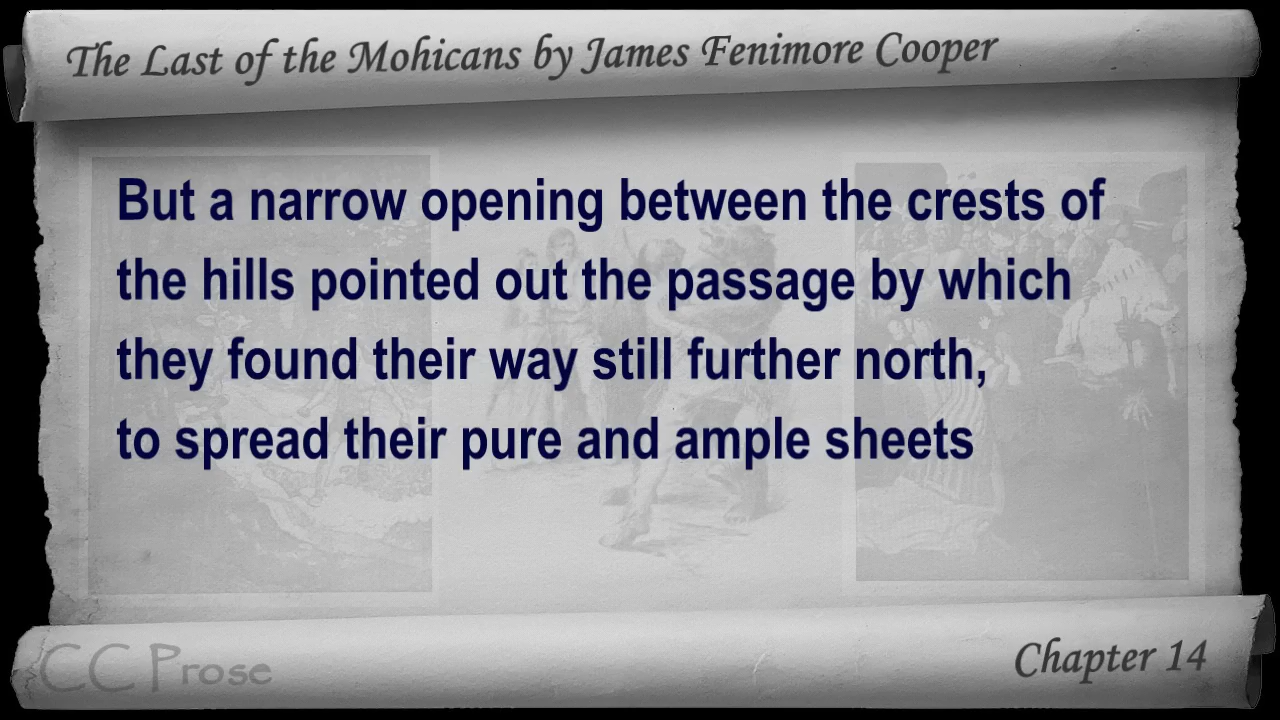 The Last of the Mohicans by James Fenimore Cooper
But a narrow opening between the crests of
the hills pointed out the passage by which
they found their way still further north,
to spread their pure and ample sheets
CC Prose
Chapter 14